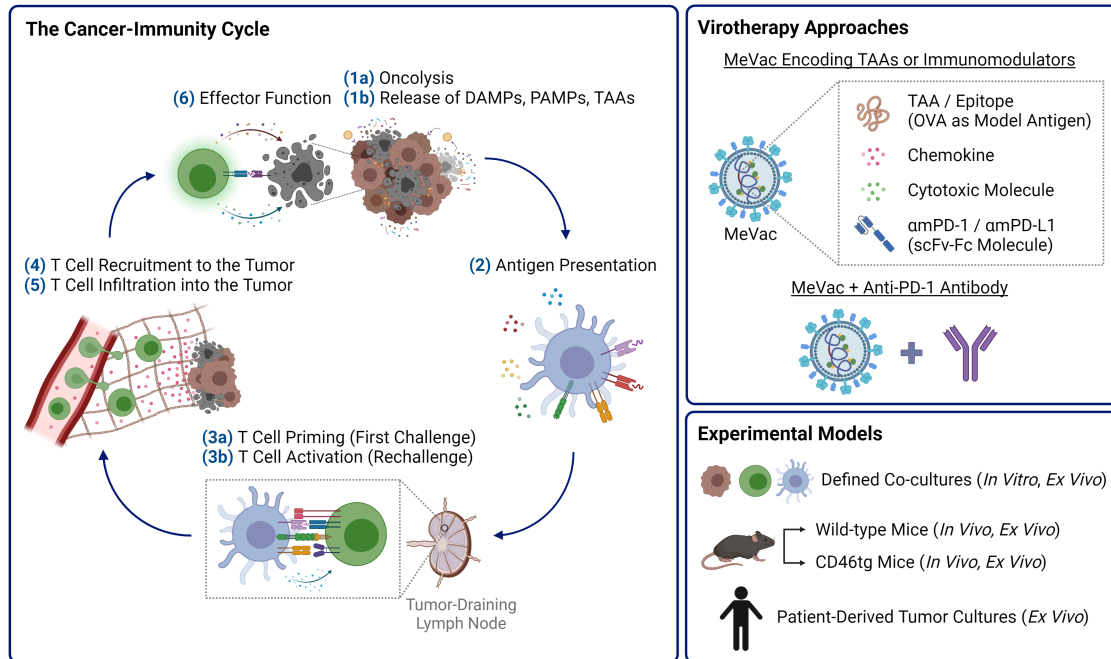 The Cancer-Immunity Cycle
(1a) Oncolysis
(1b) Release of DAMPs, PAMPs, TAAs
(6) Effector Function
(2) Antigen Presentation
(4) T Cell Recruitment to the Tumor
(5) T Cell Infiltration into the Tumor
(3a) T Cell Priming (First Challenge)
(3b) T Cell Activation (Rechallenge)
Tumor-Draining
Lymph Node
Virotherapy Approaches
MeVac Encoding TAAs or Immunomodulators
TAA / Epitope
(OVA as Model Antigen)
Chemokine
Cytotoxic Molecule
αmPD-1 / αmPD-L1
(scFv-Fc Molecule)
MeVac
MeVac + Anti-PD-1 Antibody
Experimental Models
Defined Co-cultures (In Vitro, Ex Vivo)
Wild-type Mice (In Vivo, Ex Vivo)
CD46tg Mice (In Vivo, Ex Vivo)
Patient-Derived Tumor Cultures (Ex Vivo)